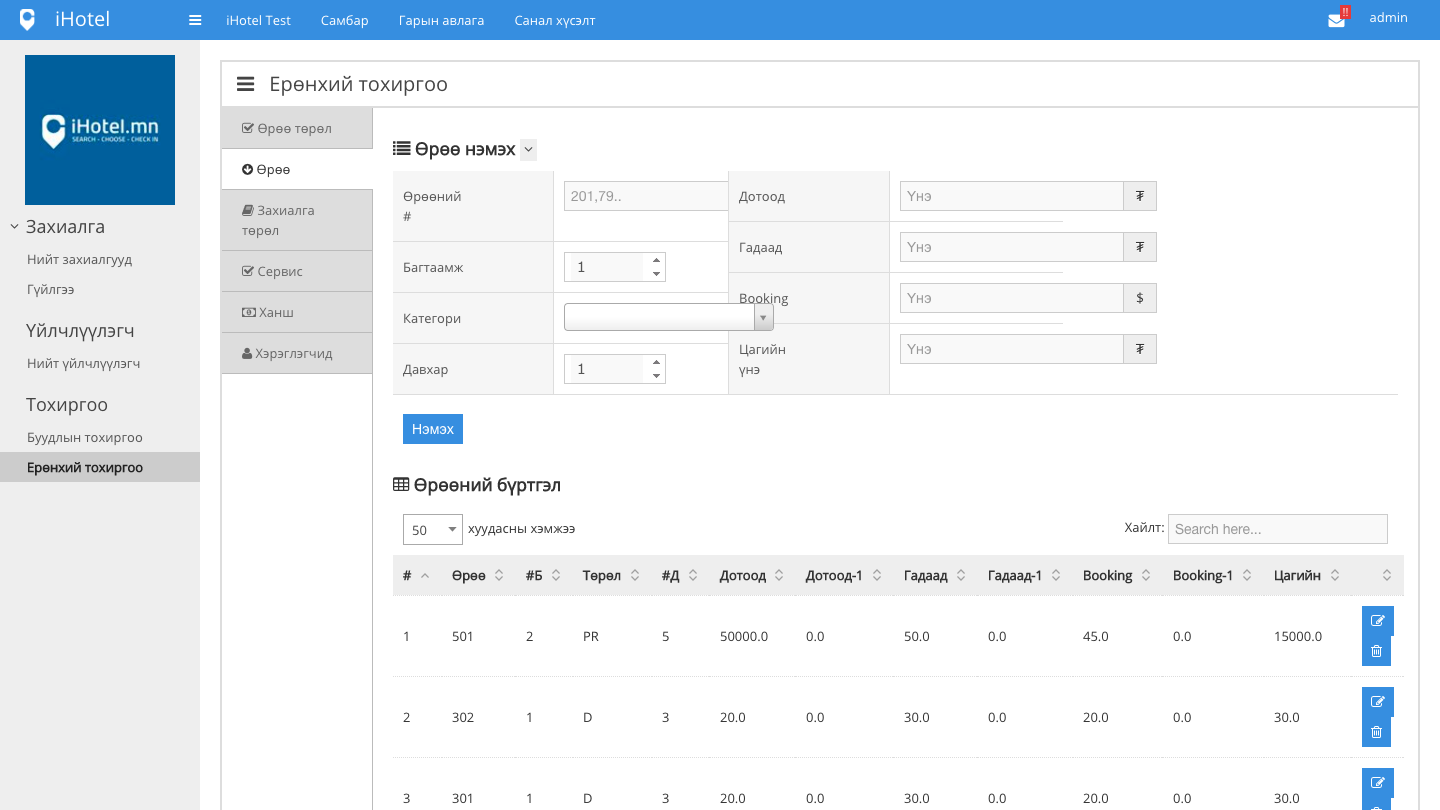 iHotel
iHotel Test
Самбар
Гарын авлага
Санал хүсэлт
!!
admin
iHotel.mn
SEARCH - CHOOSE - CHECK IN
Захиалга
Нийт захиалгууд
Гүйлгээ
Үйлчлүүлэгч
Нийт үйлчлүүлэгч
Тохиргоо
Буудлын тохиргоо
Ерөнхий тохиргоо
Ерөнхий тохиргоо
Өрөө төрөл
Өрөө
Захиалга
төрөл
Сервис
Ханш
Хэрэглэгчид
Өрөө нэмэх
Өрөөний
#
201,79..
Багтаамж
1
Категори
Давхар
1
Дотоод
Үнэ ₮
Гадаад
Үнэ ₮
Booking
Үнэ $
Цагийн
үнэ
Үнэ ₮
Нэмэх
Өрөөний бүртгэл
50 хуудасны хэмжээ
Хайлт: Search here...
# Өрөө #Б Төрөл #Д Дотоод Дотоод-1 Гадаад Гадаад-1 Booking Booking-1 Цагийн
1 501 2 PR 5 50000.0 0.0 50.0 0.0 45.0 0.0 15000.0
2 302 1 D 3 20.0 0.0 30.0 0.0 20.0 0.0 30.0
3 301 1 D 3 20.0 0.0 30.0 0.0 20.0 0.0 30.0